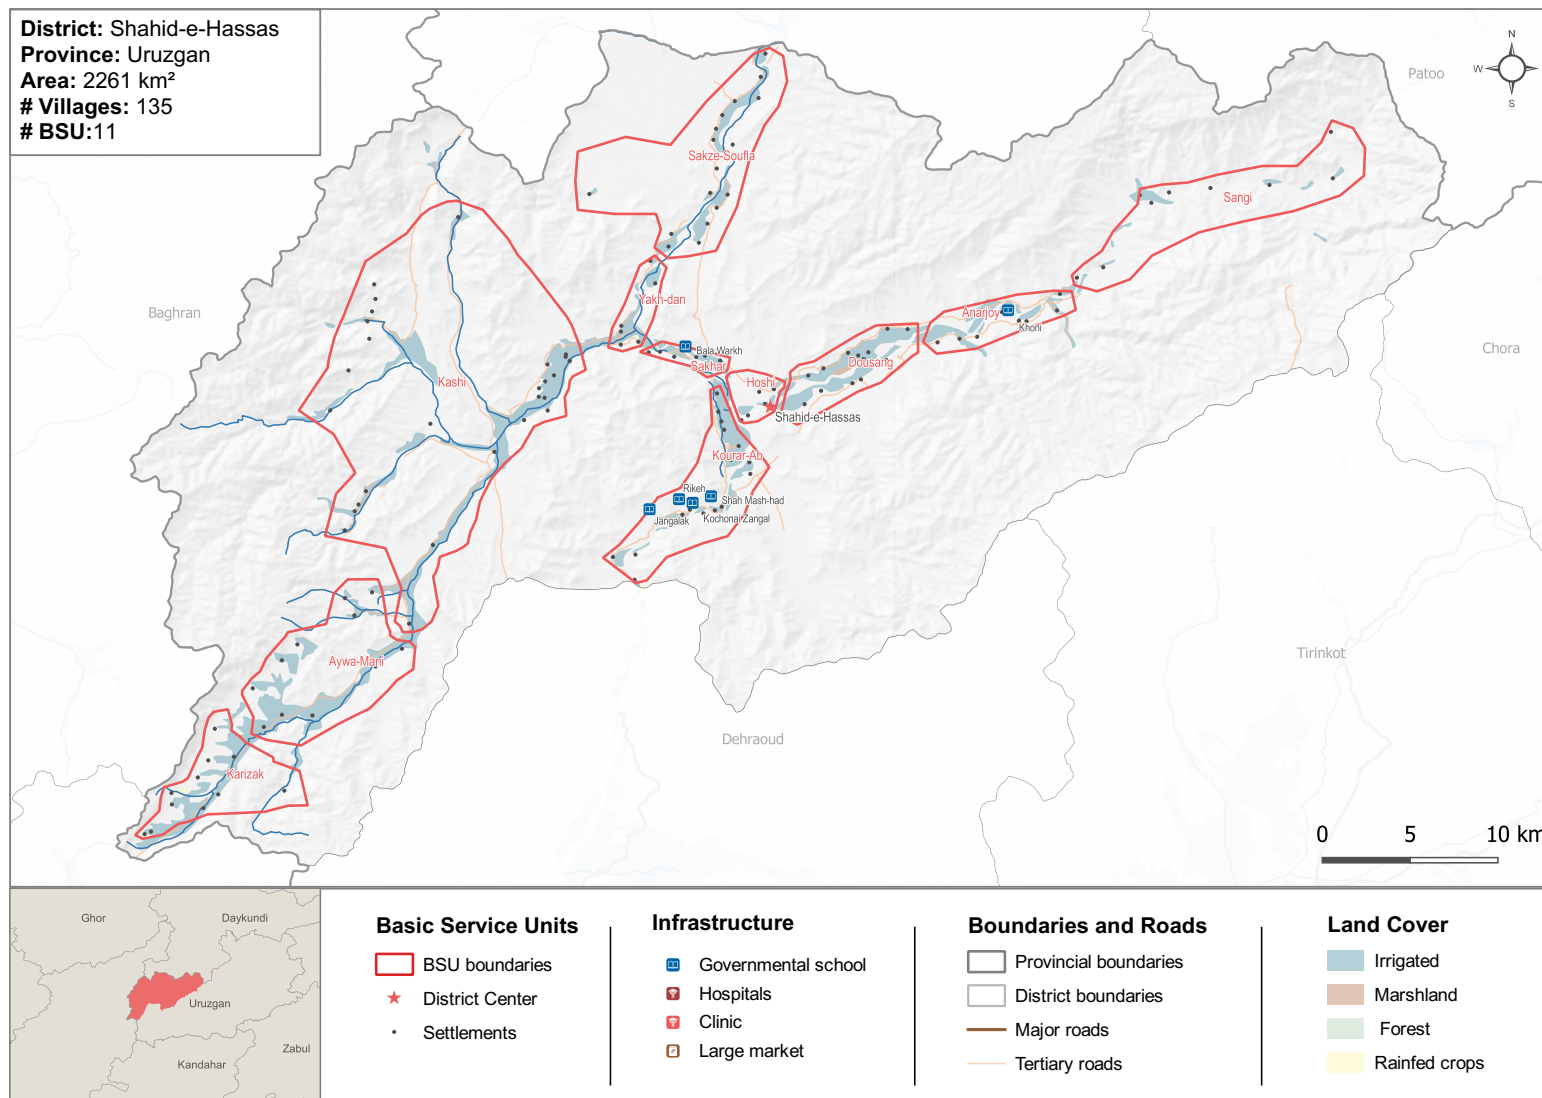 District: Shahid-e-Hassas
Province: Uruzgan
Area: 2261 km²
# Villages: 135
# BSU:11
N
W
S
Patoo
Sakze-Soufla
Sangi
Baghran
Yakh-dan
Ananjoy
Khoni
Chora
Bala Warkh
Sakhar
Dousang
Kashi
Hoshi
Shahid-e-Hassas
Kourar-Ab
Rikeh
Shah Mash-had
Jangalak
Kochonai Zangal
Aywa-Mani
Tirinkot
Dehraoud
Karizak
0 5 10 km
Ghor
Daykundi
Uruzgan
Zabul
Kandahar
Basic Service Units
BSU boundaries
District Center
Settlements
Infrastructure
Governmental school
Hospitals
Clinic
Large market
Boundaries and Roads
Provincial boundaries
District boundaries
Major roads
Tertiary roads
Land Cover
Irrigated
Marshland
Forest
Rainfed crops